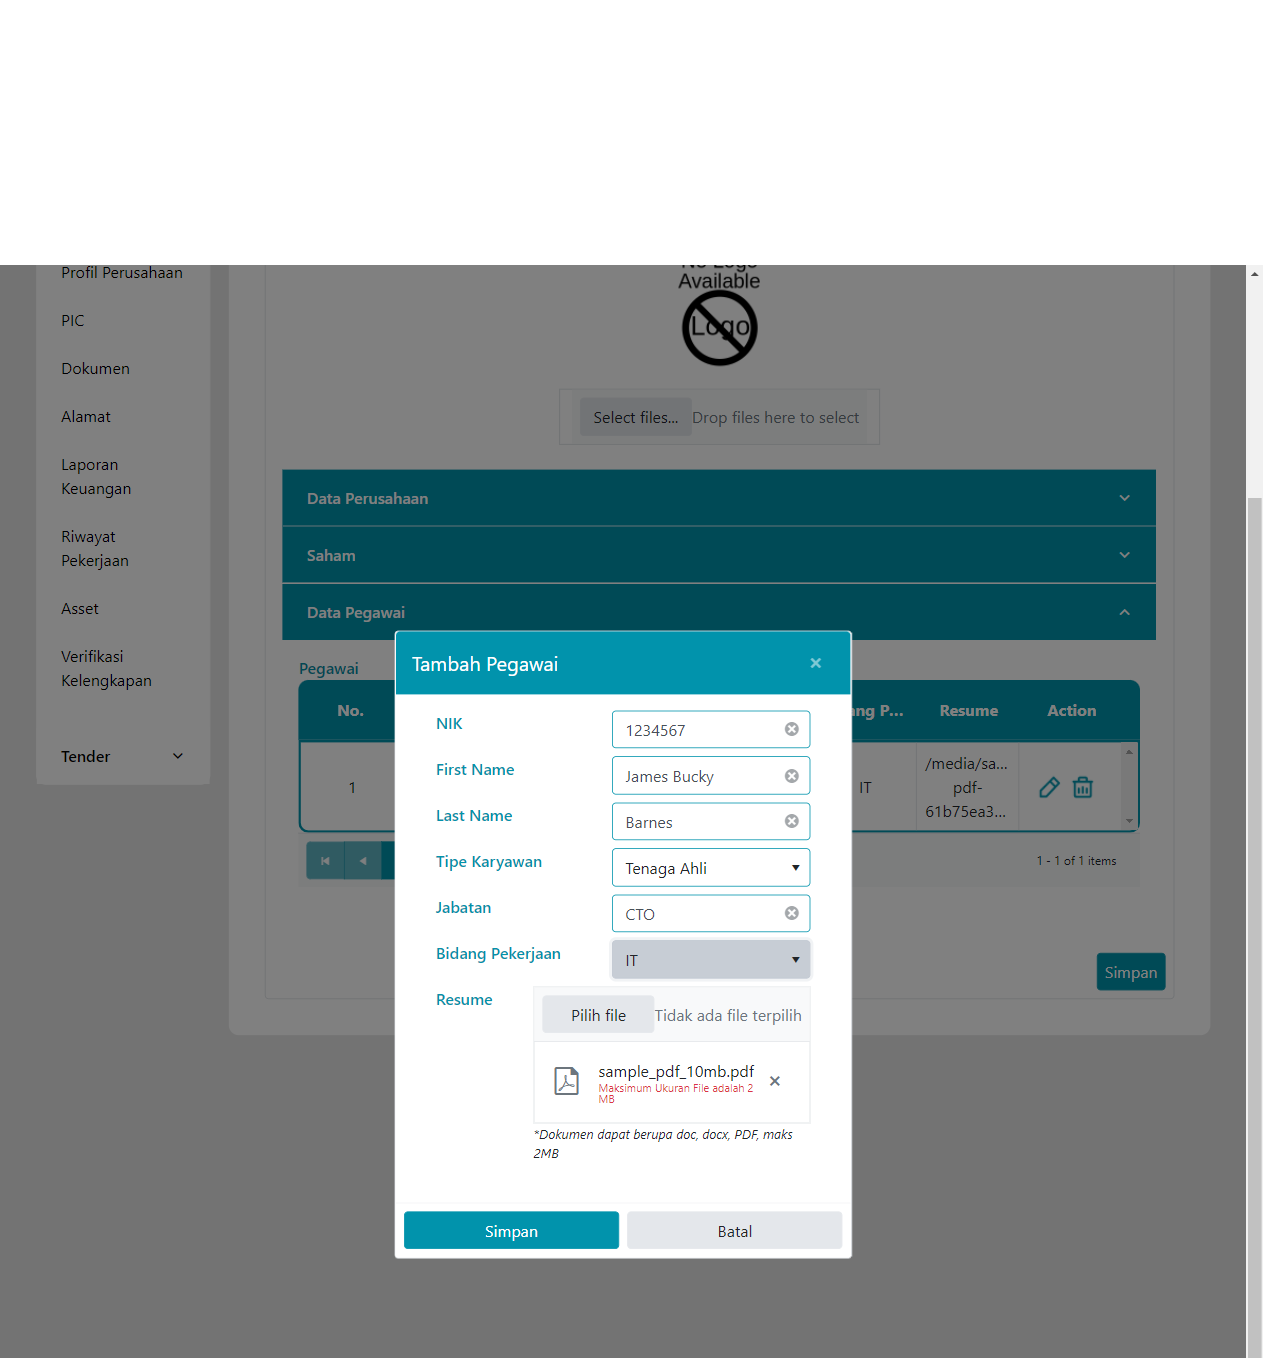 Profil Perusahaan
PIC
Dokumen
Alamat
Laporan
Keuangan
Riwayat
Pekerjaan
Asset
Verifikasi
Kelengkapan
Tender
No Logo
Available
Logo
Select files...
Drop files here to select
Data Perusahaan
Saham
Data Pegawai
Pegawai
No.
ng P...
Resume
Action
1
IT
/media/sa...
pdf-
61b75ea3...
1 - 1 of 1 items
Simpan
Tambah Pegawai
NIK
1234567
First Name
James Bucky
Last Name
Barnes
Tipe Karyawan
Tenaga Ahli
Jabatan
CTO
Bidang Pekerjaan
IT
Resume
Pilih file
Tidak ada file terpilih
sample_pdf_10mb.pdf
Maksimum Ukuran File adalah 2
MB
*Dokumen dapat berupa doc, docx, PDF, maks
2MB
Simpan
Batal